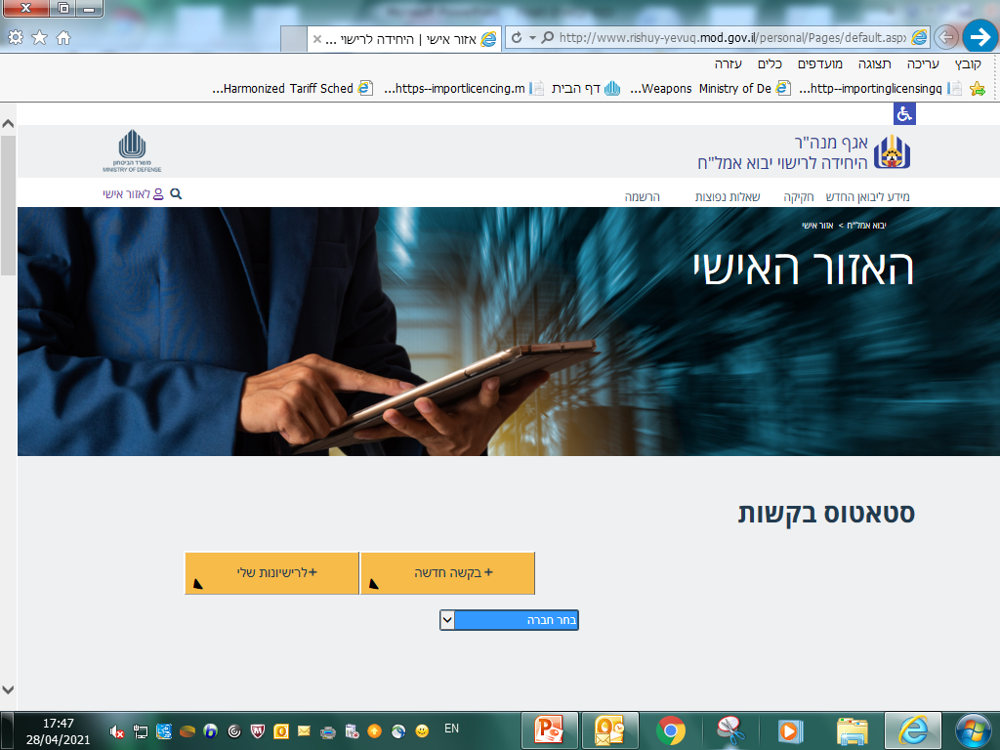 אזור אישי | היחידה לרישוי ...
http://www.rishuy-yevuq.mod.gov.il/personal/Pages/default.aspx
קובץ עריכה תצוגה מועדפים כלים עזרה
http--importinglicensingq...
Weapons Ministry of De...
דף הבית
https--importlicencing.m...
Harmonized Tariff Sched...
אגף מנה"ר
היחידה לרישוי יבוא אמל"ח
משרד הביטחון
MINISTRY OF DEFENSE
מידע ליבואן החדש חקיקה שאלות נפוצות הרשמה
לאזור אישי
יבוא אמל"ח > אזור אישי
האזור האישי
סטאטוס בקשות
+ בקשה חדשה
+לרישיונות שלי
בחר חברה
EN
17:47
28/04/2021